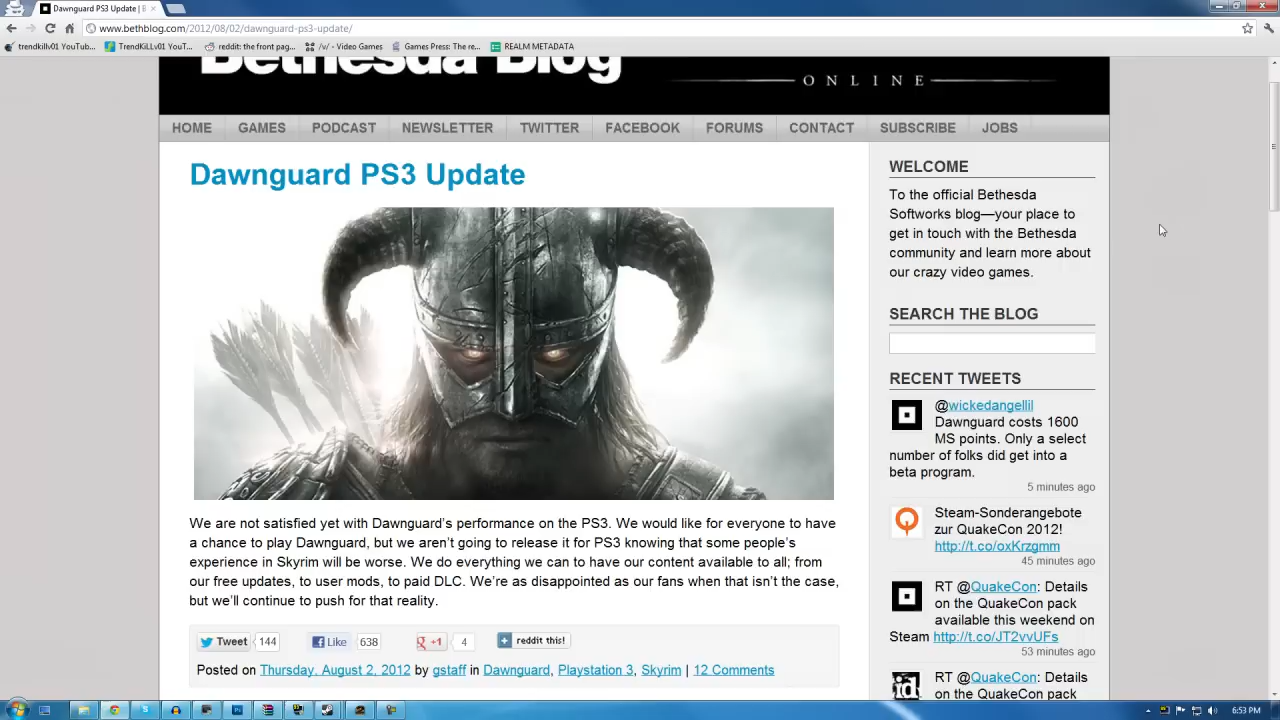 Dawnguard PS3 Update |
www.bethblog.com/2012/08/02/dawnguard-ps3-update/
trendkilv01 YouTub... TrendKiLLv01 YouT... reddit: the front pag... /v/ - Video Games Games Press: The re... REALM METADATA
Bethesda Blog
ONLINE
HOME GAMES PODCAST NEWSLETTER TWITTER FACEBOOK FORUMS CONTACT SUBSCRIBE JOBS
Dawnguard PS3 Update
We are not satisfied yet with Dawnguard's performance on the PS3. We would like for everyone to have
a chance to play Dawnguard, but we aren't going to release it for PS3 knowing that some people's
experience in Skyrim will be worse. We do everything we can to have our content available to all; from
our free updates, to user mods, to paid DLC. We're as disappointed as our fans when that isn't the case,
but we'll continue to push for that reality.
Tweet 144 Like 638 +1 4 reddit this!
Posted on Thursday, August 2, 2012 by gstaff in Dawnguard, Playstation 3, Skyrim | 12 Comments
WELCOME
To the official Bethesda
Softworks blog—your place to
get in touch with the Bethesda
community and learn more about
our crazy video games.
SEARCH THE BLOG
RECENT TWEETS
@wickedangellil
Dawnguard costs 1600
MS points. Only a select
number of folks did get into a
beta program.
5 minutes ago
Steam-Sonderangebote
zur QuakeCon 2012!
http://t.co/oxKrzgmm
45 minutes ago
RT @QuakeCon: Details
on the QuakeCon pack
available this weekend on
Steam http://t.co/JT2vvUFs
53 minutes ago
id
RT @QuakeCon: Details
on the QuakeCon pack
6:53 PM